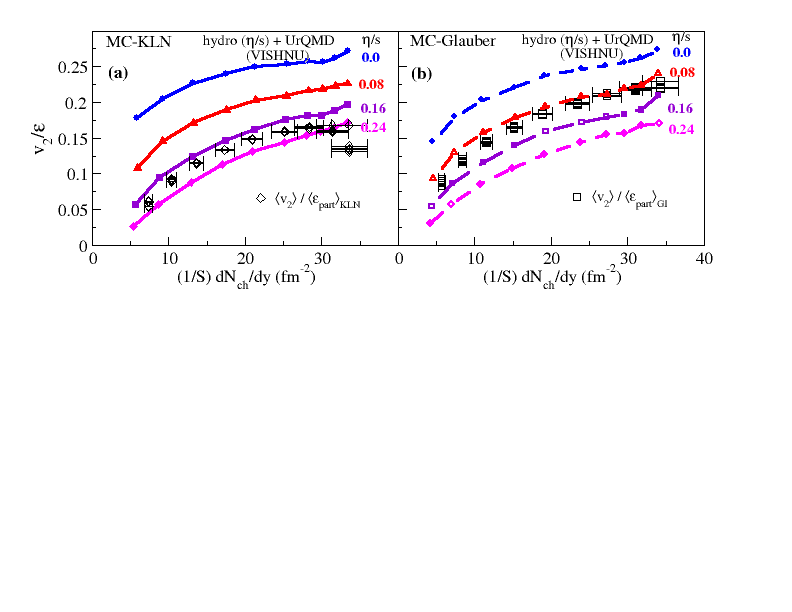 MC-KLN
hydro (η/s) + UrQMD
(VISHNU)
η/s
0.0
(a)
0.08
0.16
0.24
⟨v2⟩ / ⟨εpart⟩KLN
MC-Glauber
hydro (η/s) + UrQMD
(VISHNU)
η/s
0.0
(b)
0.08
0.16
0.24
⟨v2⟩ / ⟨εpart⟩Gl
v2/ε
0.25
0.2
0.15
0.1
0.05
0
0 10 20 30 0 10 20 30 40
(1/S) dNch/dy (fm-2) (1/S) dNch/dy (fm-2)